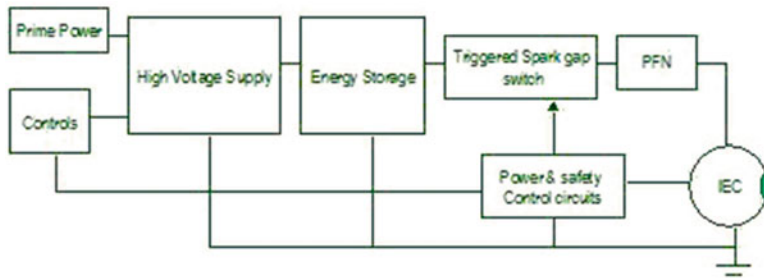 Prime Power
High Voltage Supply
Energy Storage
Triggered Spark gap
switch
PFN
Controls
Power & safety
Control circuits
IEC